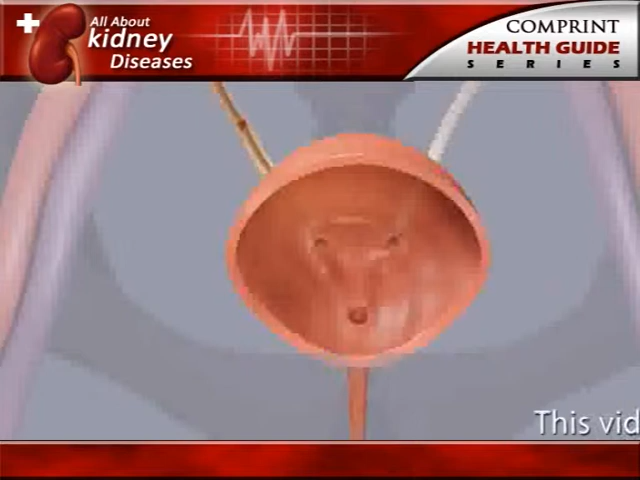 All About
kidney
Diseases
COMPRINT
HEALTH GUIDE
SERIES
This vid